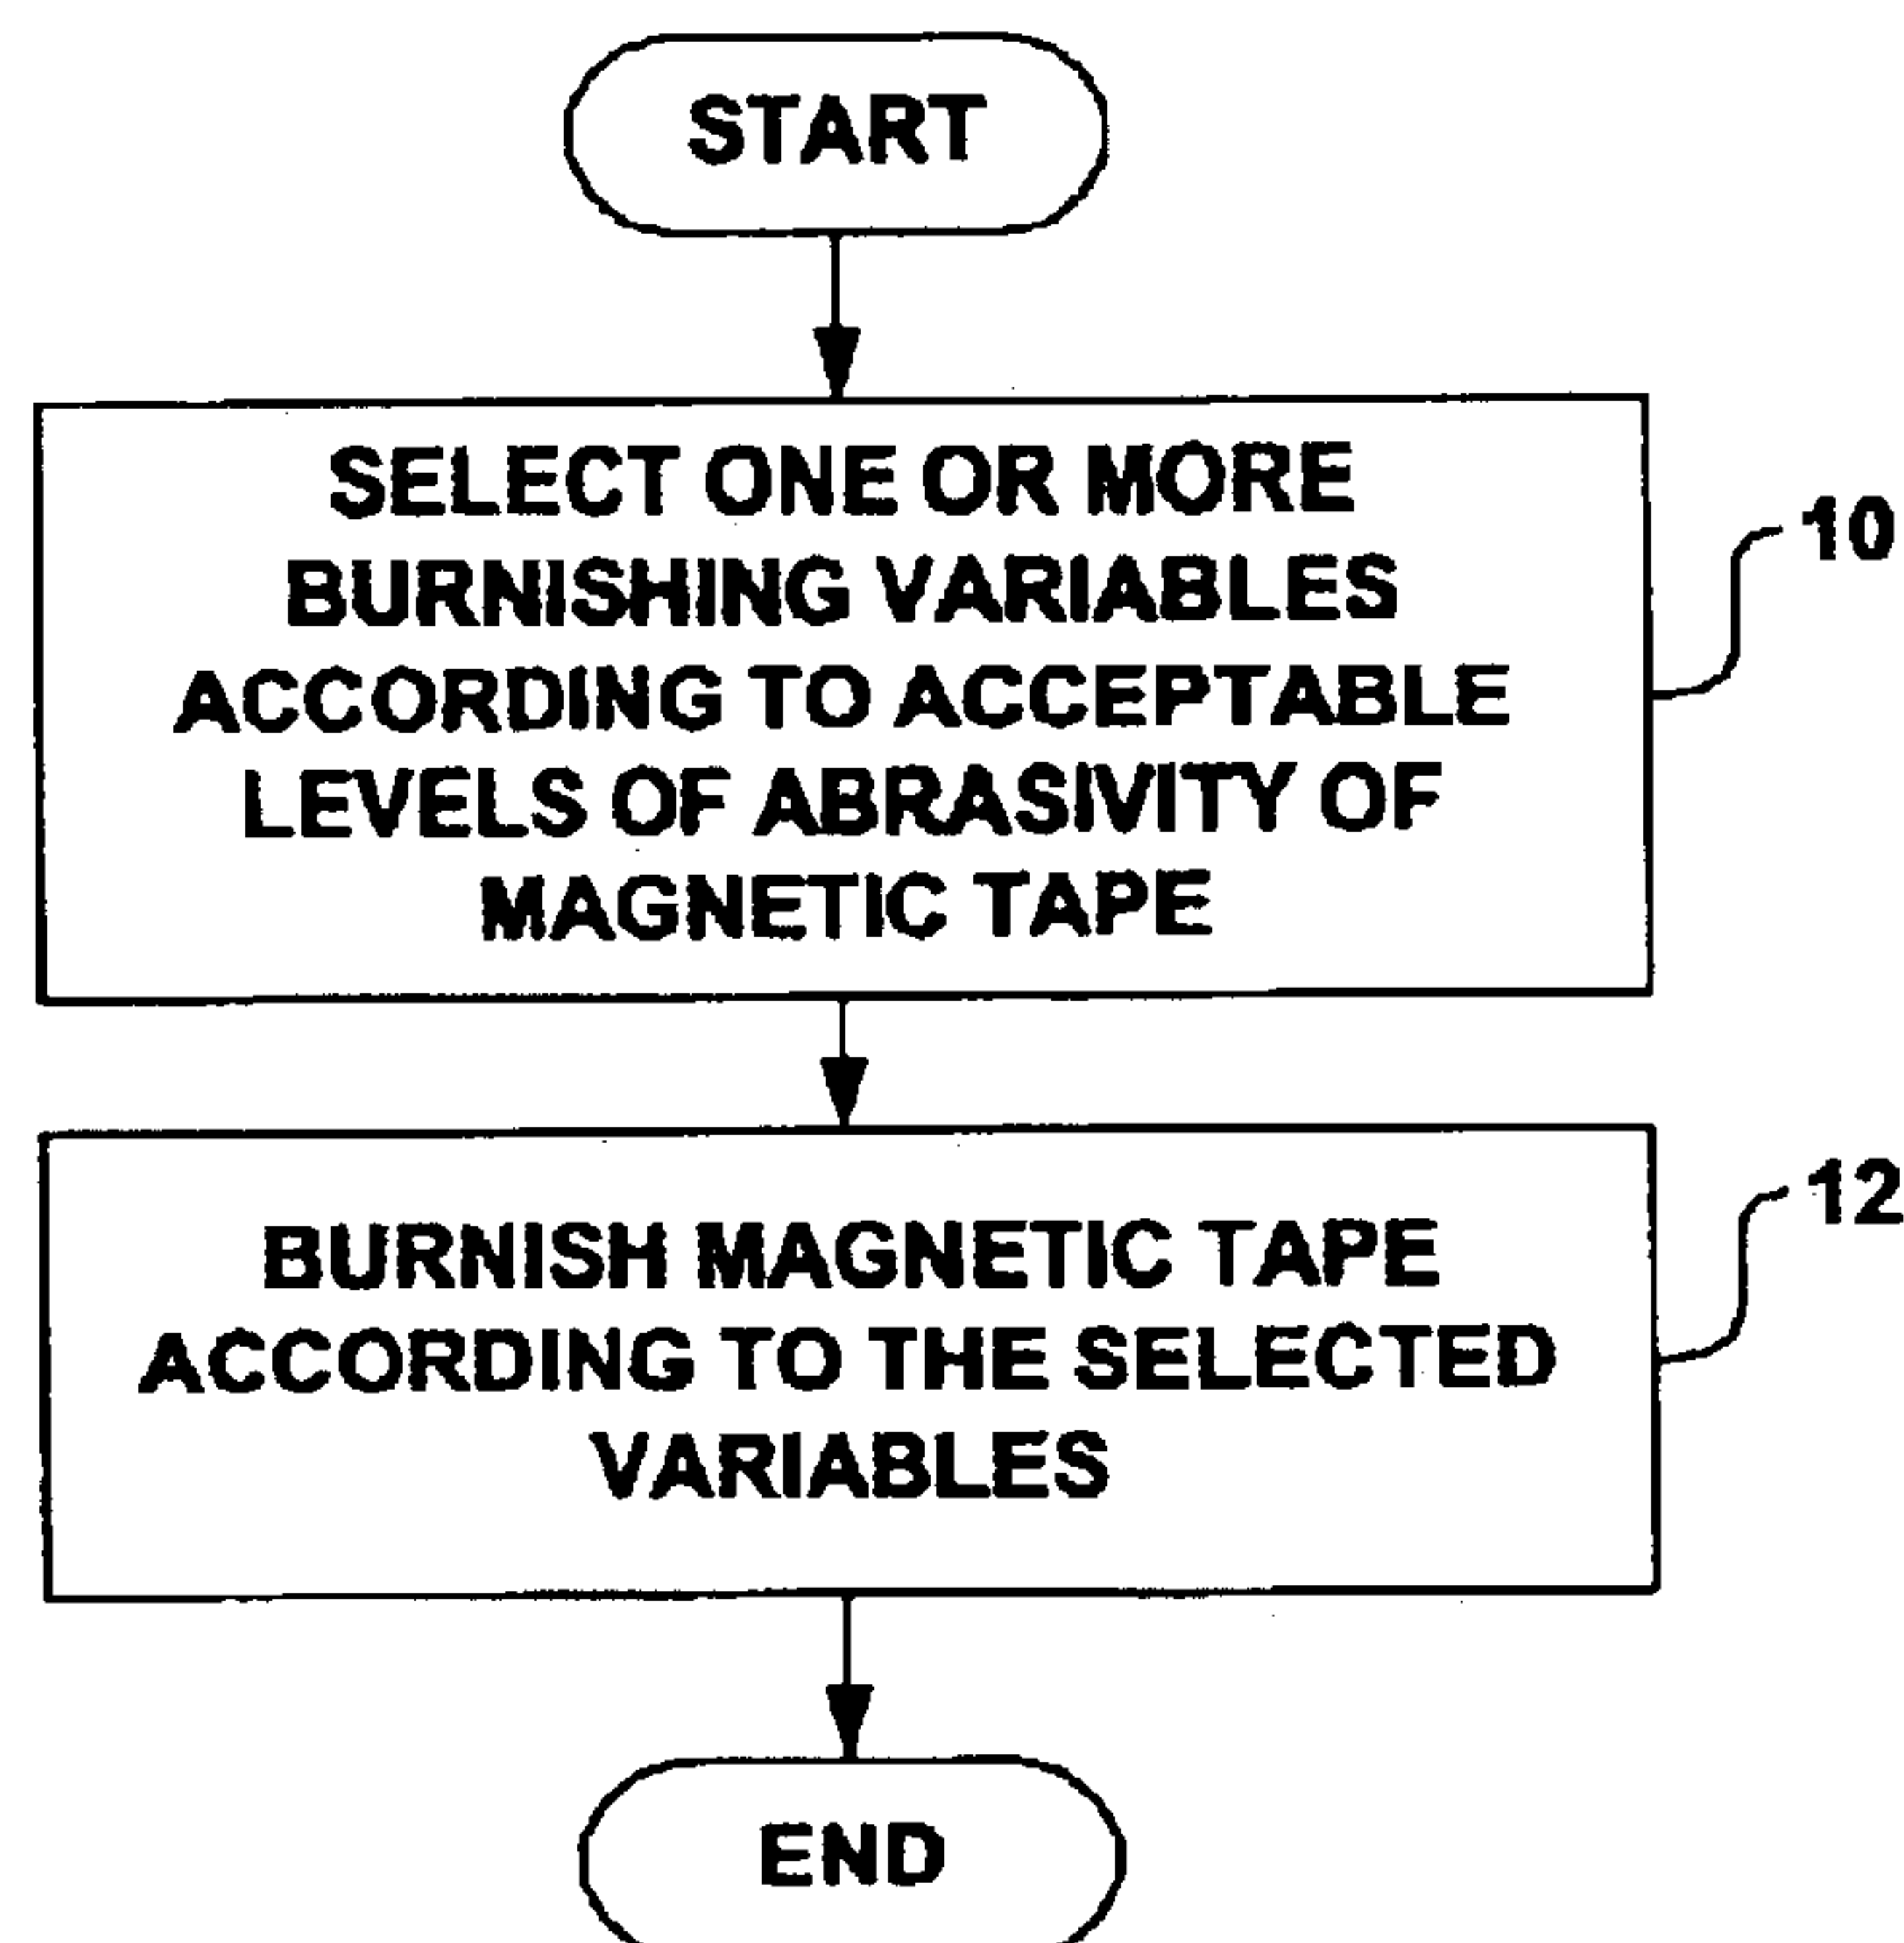 START
SELECT ONE OR MORE
BURNISHING VARIABLES
ACCORDING TO ACCEPTABLE
LEVELS OF ABRASIVITY OF
MAGNETIC TAPE
10
BURNISH MAGNETIC TAPE
ACCORDING TO THE SELECTED
VARIABLES
12
END